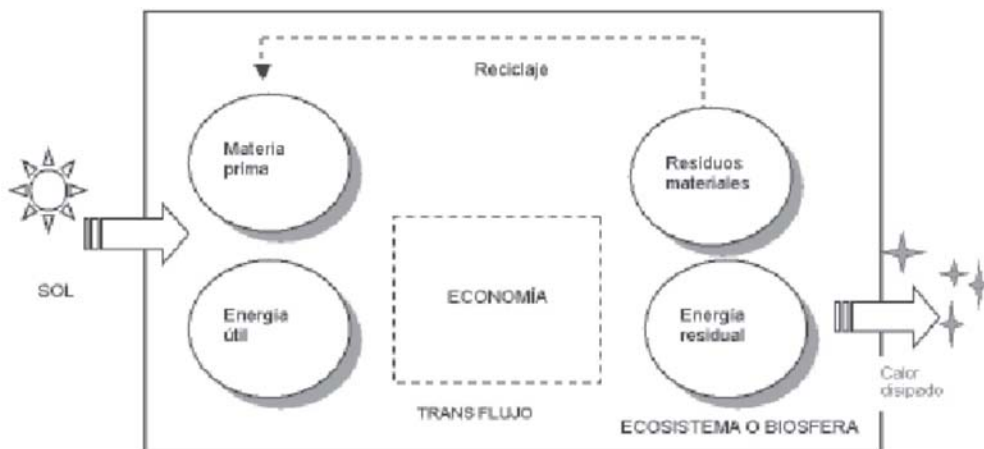 Reciclaje
Materia
prima
Residuos
materiales
SOL
ECONOMÍA
Energía
útil
Energía
residual
Calor
disipado
TRANS FLUJO
ECOSISTEMA O BIOSFERA